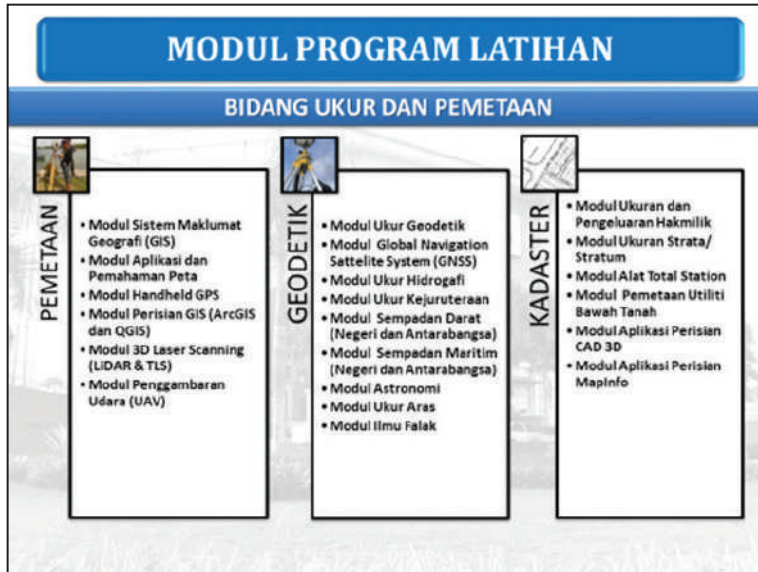 MODUL PROGRAM LATIHAN
BIDANG UKUR DAN PEMETAAN
PEMETAAN
• Modul Sistem Maklumat
Geografi (GIS)
• Modul Aplikasi dan
Pemahaman Peta
• Modul Handheld GPS
• Modul Perisian GIS (ArcGIS
dan QGIS)
• Modul 3D Laser Scanning
(LiDAR & TLS)
• Modul Penggambaran
Udara (UAV)
GEODETIK
• Modul Ukur Geodetik
• Modul Global Navigation
Sattelite System (GNSS)
• Modul Ukur Hidrogafi
• Modul Ukur Kejuruteraan
• Modul Sempadan Darat
(Negeri dan Antarabangsa)
• Modul Sempadan Maritim
(Negeri dan Antarabangsa)
• Modul Astronomi
• Modul Ukur Aras
• Modul Ilmu Falak
KADASTER
• Modul Ukuran dan
Pengeluaran Hakmilik
• Modul Ukuran Strata/
Stratum
• Modul Alat Total Station
• Modul Pemetaan Utiliti
Bawah Tanah
• Modul Aplikasi Perisian
CAD 3D
• Modul Aplikasi Perisian
MapInfo